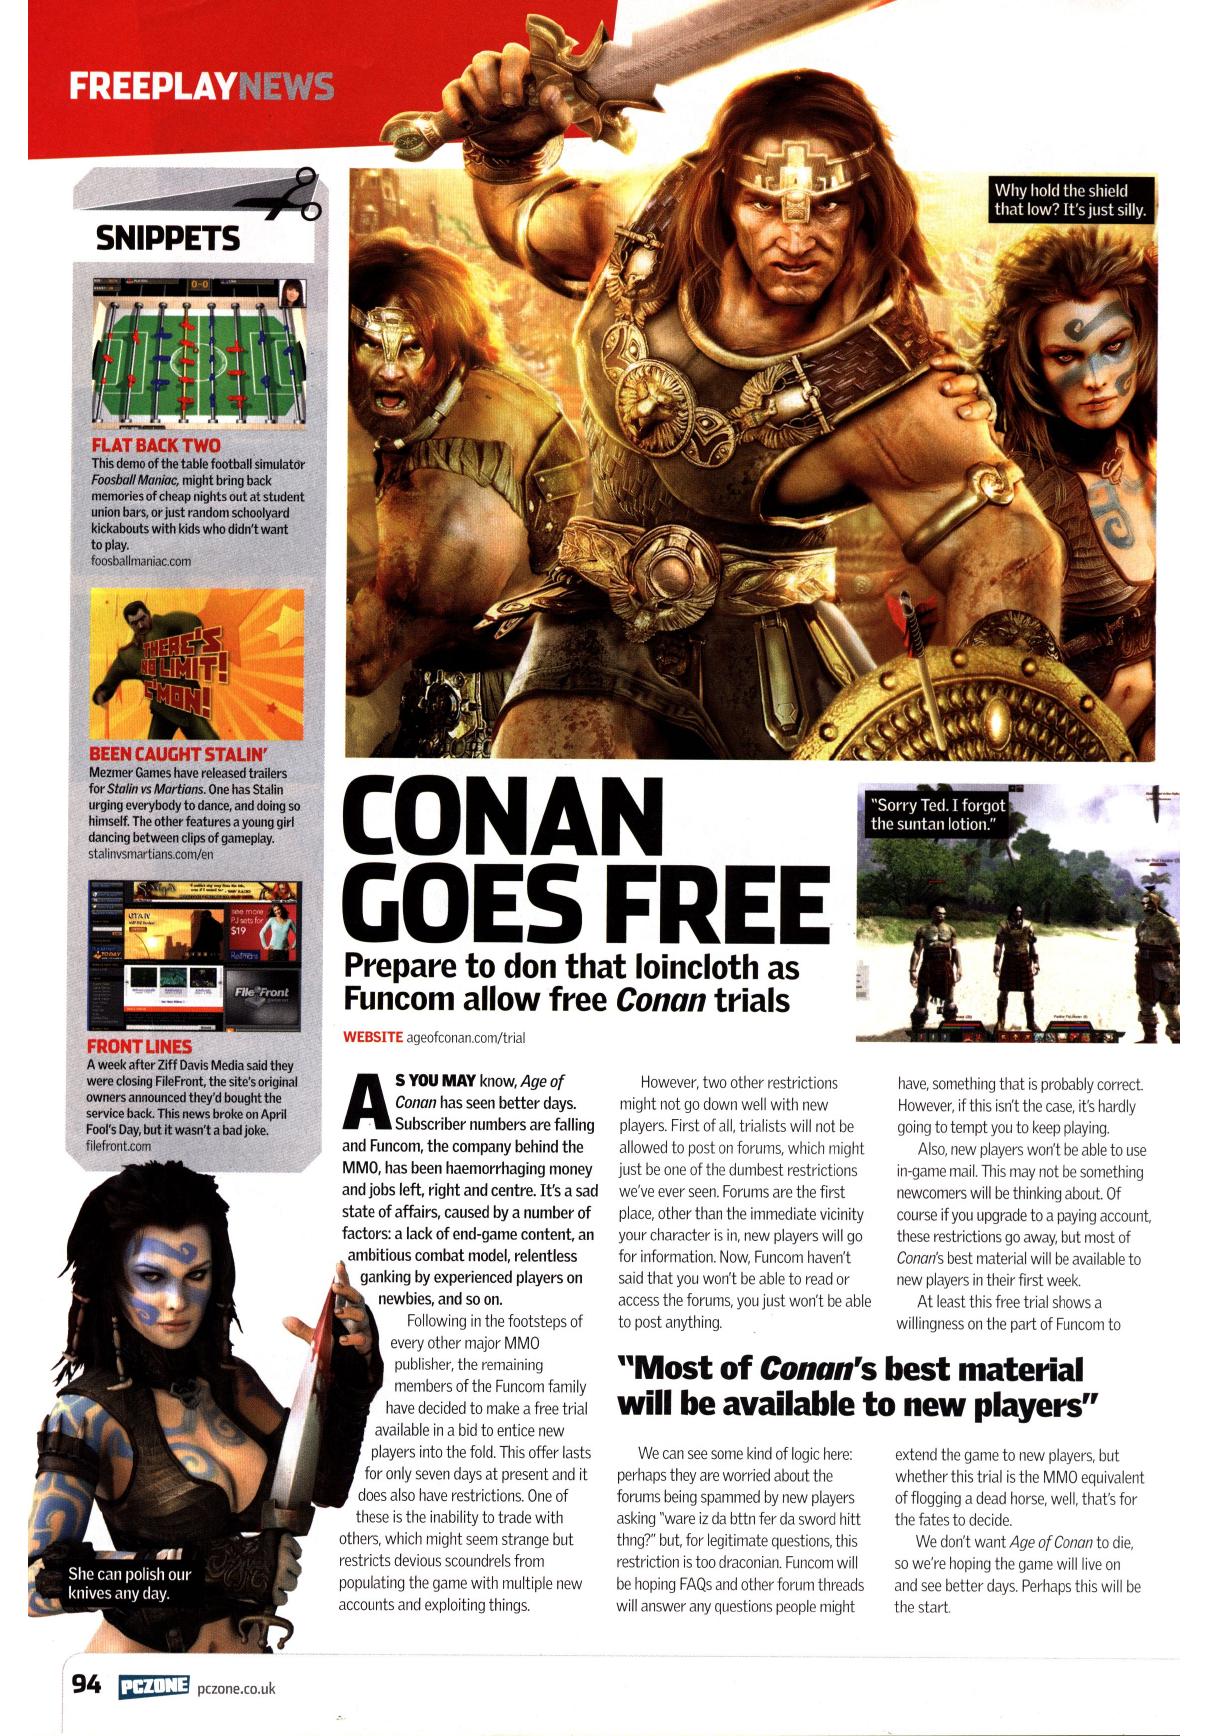 FREEPLAYNEWS
SNIPPETS
0-0
FLAT BACK TWO
This demo of the table football simulator
Foosball Maniac, might bring back
memories of cheap nights out at student
union bars, or just random schoolyard
kickabouts with kids who didn't want
to play.
foosballmaniac.com
THERE'S
NO LIMIT!
C'MON!
BEEN CAUGHT STALIN'
Mezmer Games have released trailers
for Stalin vs Martians. One has Stalin
urging everybody to dance, and doing so
himself. The other features a young girl
dancing between clips of gameplay.
stalinvsmartians.com/en
see more
PJ sets for
$19
FileFront
FRONT LINES
A week after Ziff Davis Media said they
were closing FileFront, the site's original
owners announced they'd bought the
service back. This news broke on April
Fool's Day, but it wasn't a bad joke.
filefront.com
She can polish our
knives any day.
Why hold the shield
that low? It's just silly.
CONAN
GOES FREE
Prepare to don that loincloth as
Funcom allow free Conan trials
WEBSITE ageofconan.com/trial
"Sorry Ted. I forgot
the suntan lotion."
AS YOU MAY know, Age of
Conan has seen better days.
Subscriber numbers are falling
and Funcom, the company behind the
MMO, has been haemorrhaging money
and jobs left, right and centre. It's a sad
state of affairs, caused by a number of
factors: a lack of end-game content, an
ambitious combat model, relentless
ganking by experienced players on
newbies, and so on.
Following in the footsteps of
every other major MMO
publisher, the remaining
members of the Funcom family
have decided to make a free trial
available in a bid to entice new
players into the fold. This offer lasts
for only seven days at present and it
does also have restrictions. One of
these is the inability to trade with
others, which might seem strange but
restricts devious scoundrels from
populating the game with multiple new
accounts and exploiting things.
However, two other restrictions
might not go down well with new
players. First of all, trialists will not be
allowed to post on forums, which might
just be one of the dumbest restrictions
we've ever seen. Forums are the first
place, other than the immediate vicinity
your character is in, new players will go
for information. Now, Funcom haven't
said that you won't be able to read or
access the forums, you just won't be able
to post anything.
We can see some kind of logic here:
perhaps they are worried about the
forums being spammed by new players
asking "ware iz da bttn fer da sword hitt
thng?" but, for legitimate questions, this
restriction is too draconian. Funcom will
be hoping FAQs and other forum threads
will answer any questions people might
have, something that is probably correct.
However, if this isn't the case, it's hardly
going to tempt you to keep playing.
Also, new players won't be able to use
in-game mail. This may not be something
newcomers will be thinking about. Of
course if you upgrade to a paying account,
these restrictions go away, but most of
Conan's best material will be available to
new players in their first week.
At least this free trial shows a
willingness on the part of Funcom to
"Most of Conan's best material
will be available to new players"
extend the game to new players, but
whether this trial is the MMO equivalent
of flogging a dead horse, well, that's for
the fates to decide.
We don't want Age of Conan to die,
so we're hoping the game will live on
and see better days. Perhaps this will be
the start.
94 PCZONE pczone.co.uk